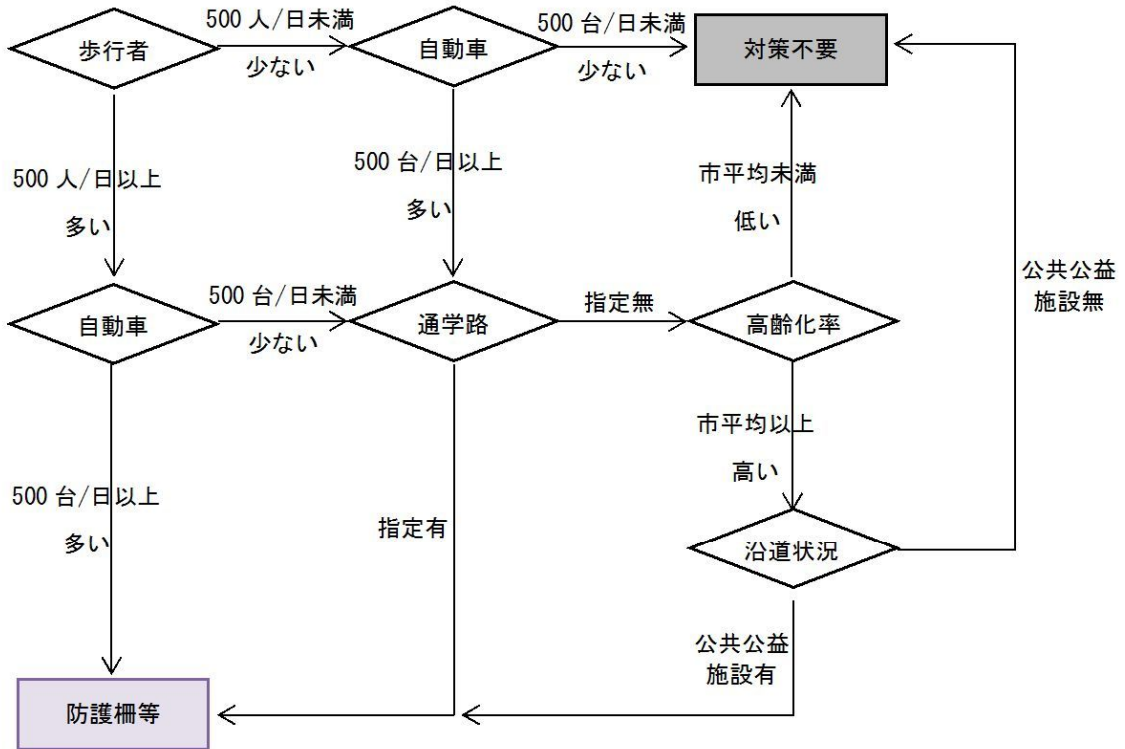 500 人/日未満
500 台/日未満
歩行者
自動車
対策不要
少ない
少ない
500 人/日以上
多い
500 台/日以上
多い
市平均未満
低い
公共公益
施設無
500 台/日未満
指定無
自動車
通学路
高齢化率
少ない
市平均以上
高い
500 台/日以上
多い
指定有
沿道状況
公共公益
施設有
防護柵等